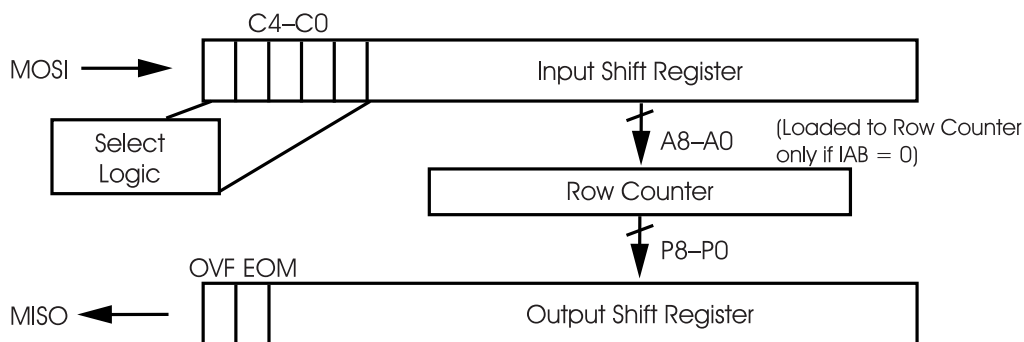 C4–C0
MOSI
Input Shift Register
Select
Logic
A8–A0
(Loaded to Row Counter
only if IAB = 0)
Row Counter
P8–P0
OVF EOM
MISO
Output Shift Register